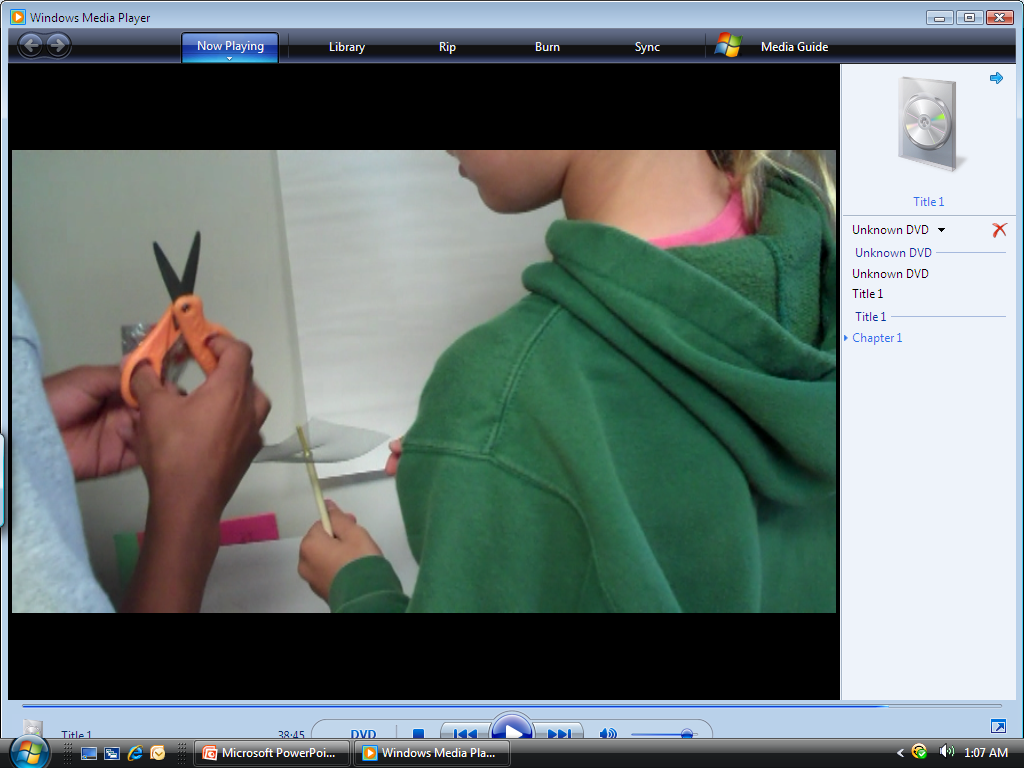 Windows Media Player
Now Playing Library Rip Burn Sync Media Guide
Title 1
Unknown DVD
Unknown DVD
Unknown DVD
Title 1
Title 1
Chapter 1
Title 1 38:45 DVD
Microsoft PowerPoi... Windows Media Pla... 1:07 AM